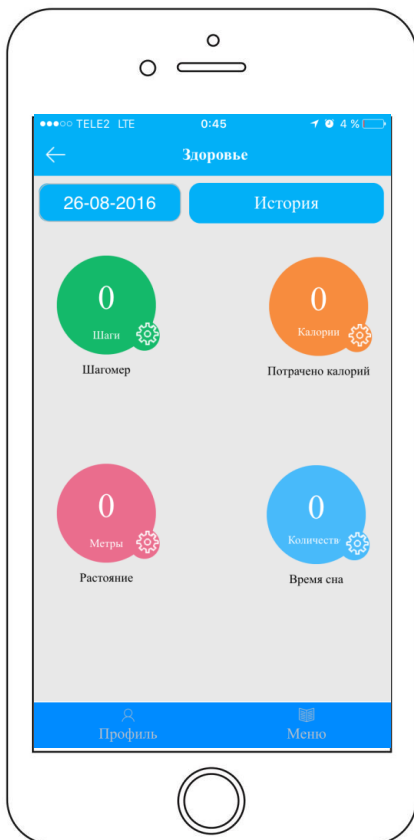 TELE2 LTE 0:45 4 %
Здоровье
26-08-2016 История
0 0
Шаги Калории
Шагомер Потрачено калорий
0 0
Метры Количеств
Растояние Время сна
Профиль Меню